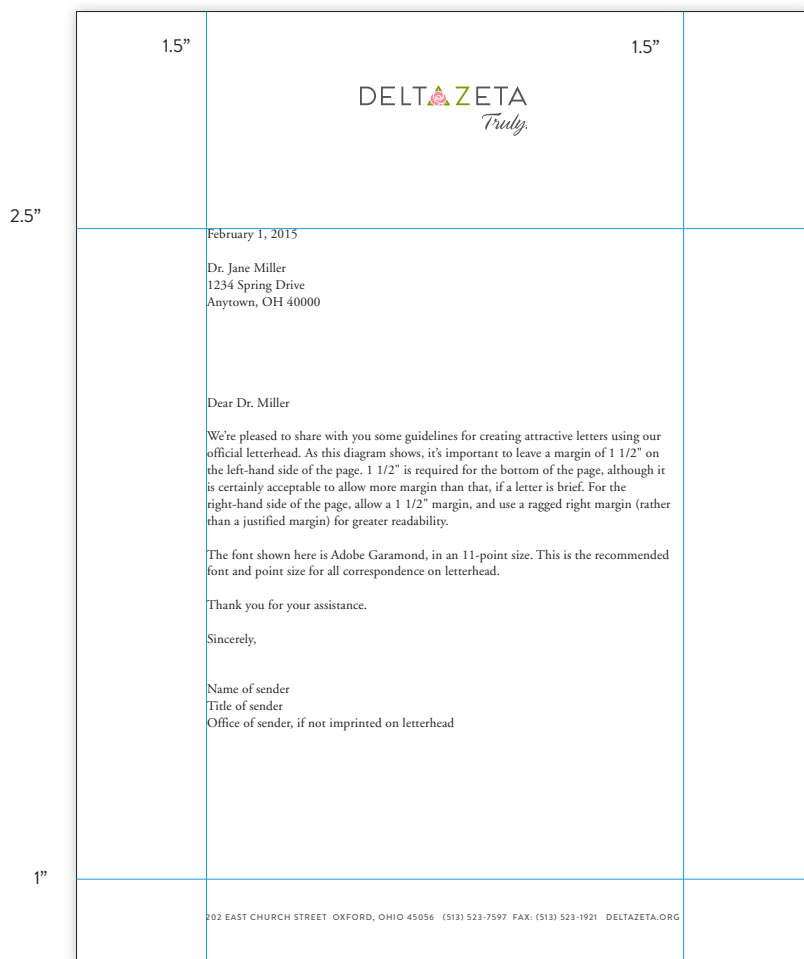 1.5”
1.5”
DELTA ZETA
Truly.
2.5”
February 1, 2015
Dr. Jane Miller
1234 Spring Drive
Anytown, OH 40000
Dear Dr. Miller
We’re pleased to share with you some guidelines for creating attractive letters using our
official letterhead. As this diagram shows, it’s important to leave a margin of 1 1/2" on
the left-hand side of the page. 1 1/2" is required for the bottom of the page, although it
is certainly acceptable to allow more margin than that, if a letter is brief. For the
right-hand side of the page, allow a 1 1/2" margin, and use a ragged right margin (rather
than a justified margin) for greater readability.
The font shown here is Adobe Garamond, in an 11-point size. This is the recommended
font and point size for all correspondence on letterhead.
Thank you for your assistance.
Sincerely,
Name of sender
Title of sender
Office of sender, if not imprinted on letterhead
1”
202 EAST CHURCH STREET OXFORD, OHIO 45056 (513) 523-7597 FAX: (513) 523-1921 DELTAZETA.ORG